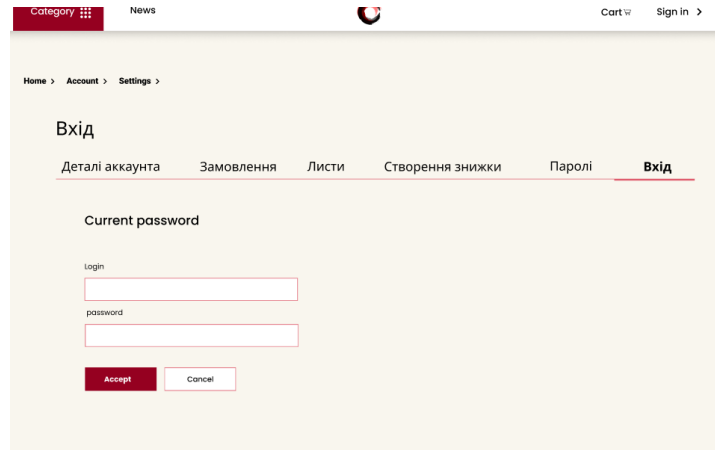 Category News Cart Sign in >
Home > Account > Settings >
Вхід
Деталі аккаунта Замовлення Листи Створення знижки Паролі Вхід
Current password
Login
password
Accept Cancel